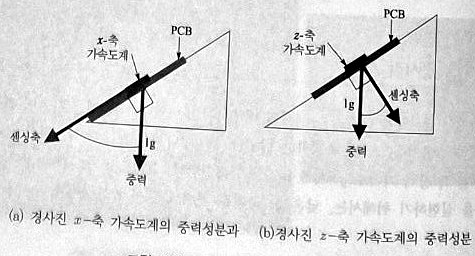 PCB
x-축
가속도계
센싱축
1g
중력
PCB
z-축
가속도계
센싱축
1g
중력
(a) 경사진 x-축 가속도계의 중력성분과
(b)경사진 z-축 가속도계의 중력성분